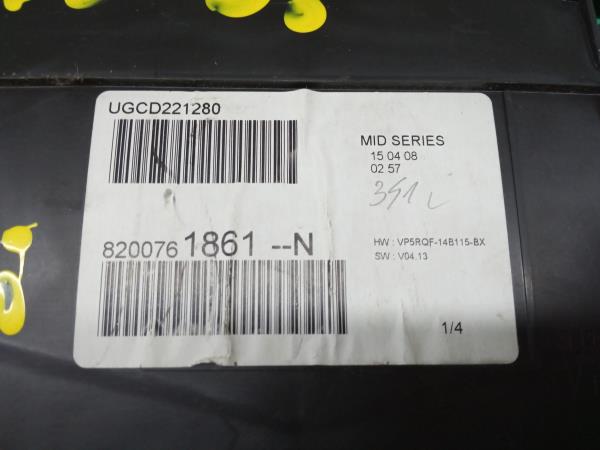 UGCD221280
MID SERIES
15 04 08
02 57
820076 1861 --N
HW : VP5RQF-14B115-BX
SW : V04.13
1/4